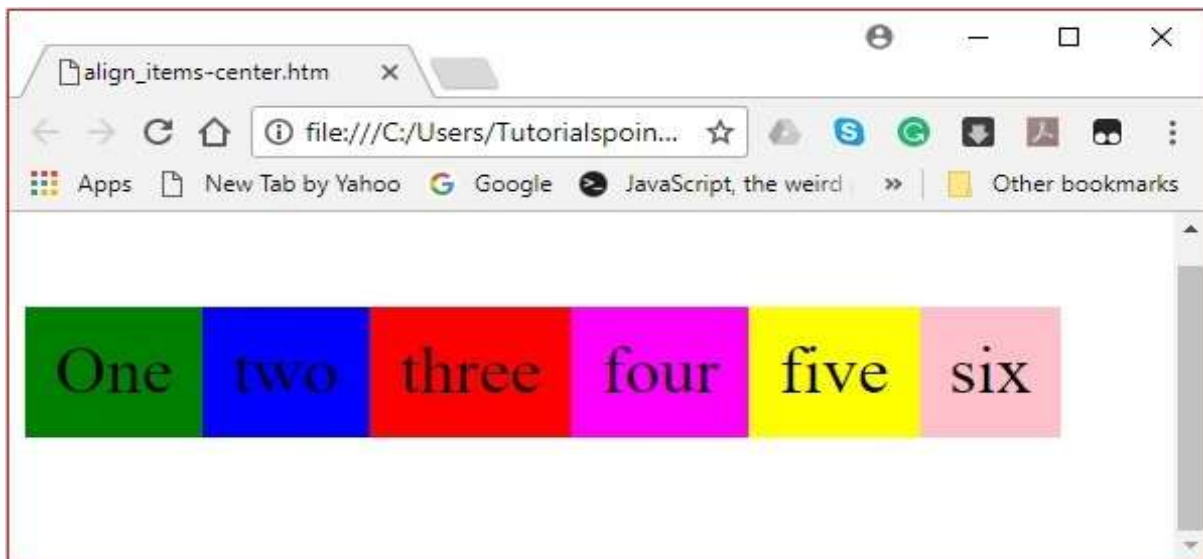 align_items-center.htm
file:///C:/Users/Tutorialspoin...
Apps New Tab by Yahoo Google JavaScript, the weird Other bookmarks
One two three four five six